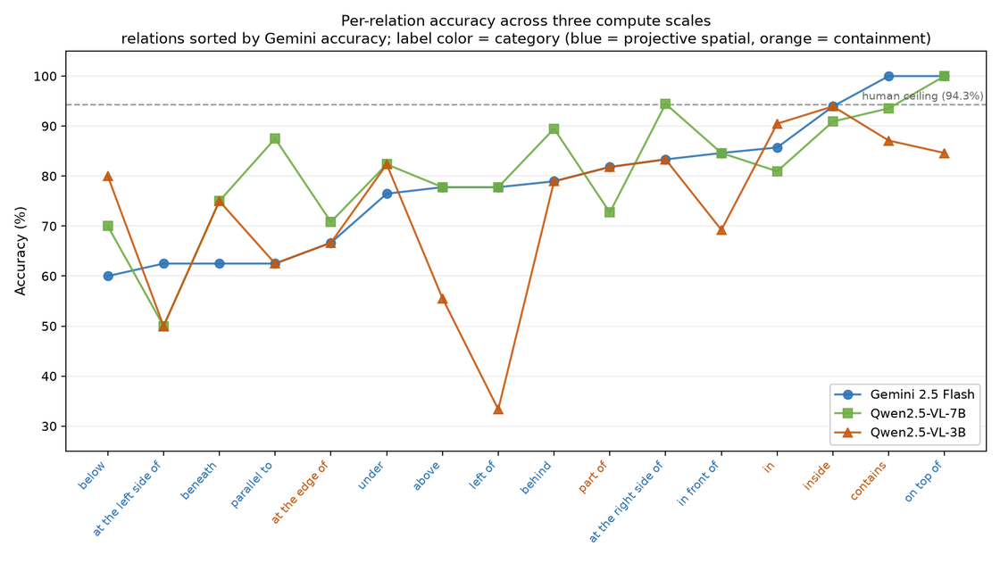 Per-relation accuracy across three compute scales
relations sorted by Gemini accuracy; label color = category (blue = projective spatial, orange = containment)
Accuracy (%)
100
90
80
70
60
50
40
30
human ceiling (94.3%)
Gemini 2.5 Flash
Qwen2.5-VL-7B
Qwen2.5-VL-3B
below
at the left side of
beneath
parallel to
at the edge of
under
above
left of
behind
part of
at the right side of
in front of
in
inside
contains
on top of